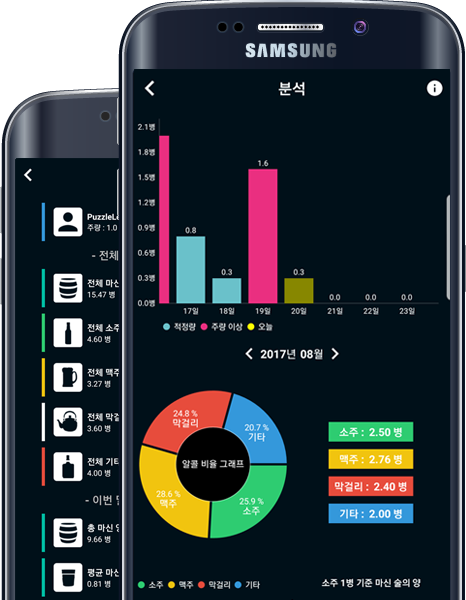 SAMSUNG
분석
2.1병
1.8병
1.5병
1.2병
0.9병
0.6병
0.3병
0.0병
0.8
0.3
1.6
0.3
0.0
0.0
0.0
17일
18일
19일
20일
21일
22일
23일
적정량
주량 이상
오늘
2017년 08월
24.8 %
막걸리
20.7 %
기타
알콜 비율 그래프
28.6 %
맥주
25.9 %
소주
소주 : 2.50 병
맥주 : 2.76 병
막걸리 : 2.40 병
기타 : 2.00 병
소주 맥주 막걸리 기타
소주 1병 기준 마신 술의 양
주량 : 1.0
- 전체
전체 마신
15.47 병
전체 소주
4.60 병
전체 맥주
3.27 병
전체 막걸
3.60 병
전체 기타
4.00 병
- 이번
총 마신
9.66 병
평균 마신
0.81 병